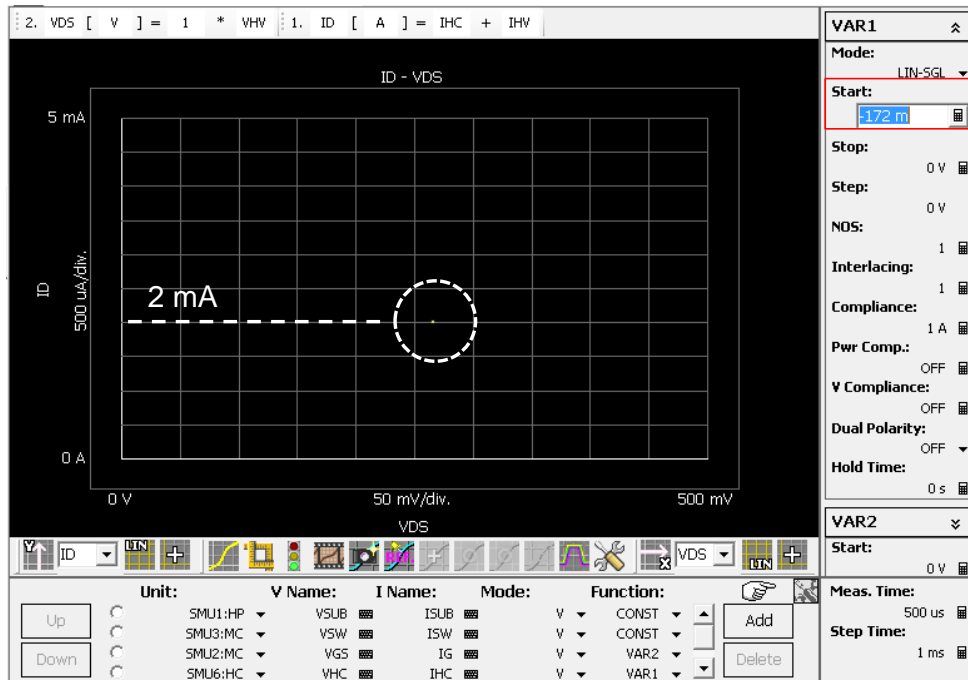 2. VDS [ V ] = 1 * VHV 1. ID [ A ] = IHC + IHV
ID - VDS
5 mA
2 mA
ID
500 uA/div.
0 A
0 V 50 mV/div. 500 mV
VDS
ID LIN VDS LIN
Unit: V Name: I Name: Mode: Function:
Up SMU1:HP VSUB ISUB V CONST Add
SMU3:MC VSW ISW V CONST
Down SMU2:MC VGS IG V VAR2 Delete
SMU6:HC VHC IHC V VAR1
VAR1
Mode:
LIN-SGL
Start:
-172 m
Stop:
0 V
Step:
0 V
NOS:
1
Interlacing:
1
Compliance:
1 A
Pwr Comp.:
OFF
V Compliance:
OFF
Dual Polarity:
OFF
Hold Time:
0 s
VAR2
Start:
0 V
Meas. Time:
500 us
Step Time:
1 ms